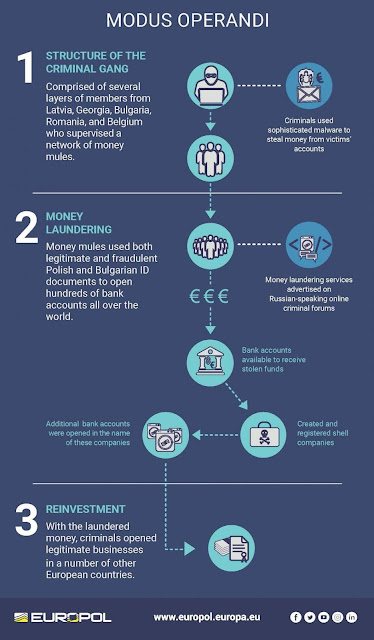 MODUS OPERANDI
1
STRUCTURE OF THE
CRIMINAL GANG
Comprised of several
layers of members from
Latvia, Georgia, Bulgaria,
Romania, and Belgium
who supervised a
network of money
mules.
Criminals used
sophisticated malware to
steal money from victims'
accounts
2
MONEY
LAUNDERING
Money mules used both
legitimate and fraudulent
Polish and Bulgarian ID
documents to open
hundreds of bank
accounts all over the
world.
Money laundering services
advertised on
Russian-speaking online
criminal forums
€ € €
Bank accounts
available to receive
stolen funds
Additional bank accounts
were opened in the name
of these companies
Created and
registered shell
companies
3
REINVESTMENT
With the laundered
money, criminals opened
legitimate businesses
in a number of other
European countries.
EUROPOL
www.europol.europa.eu